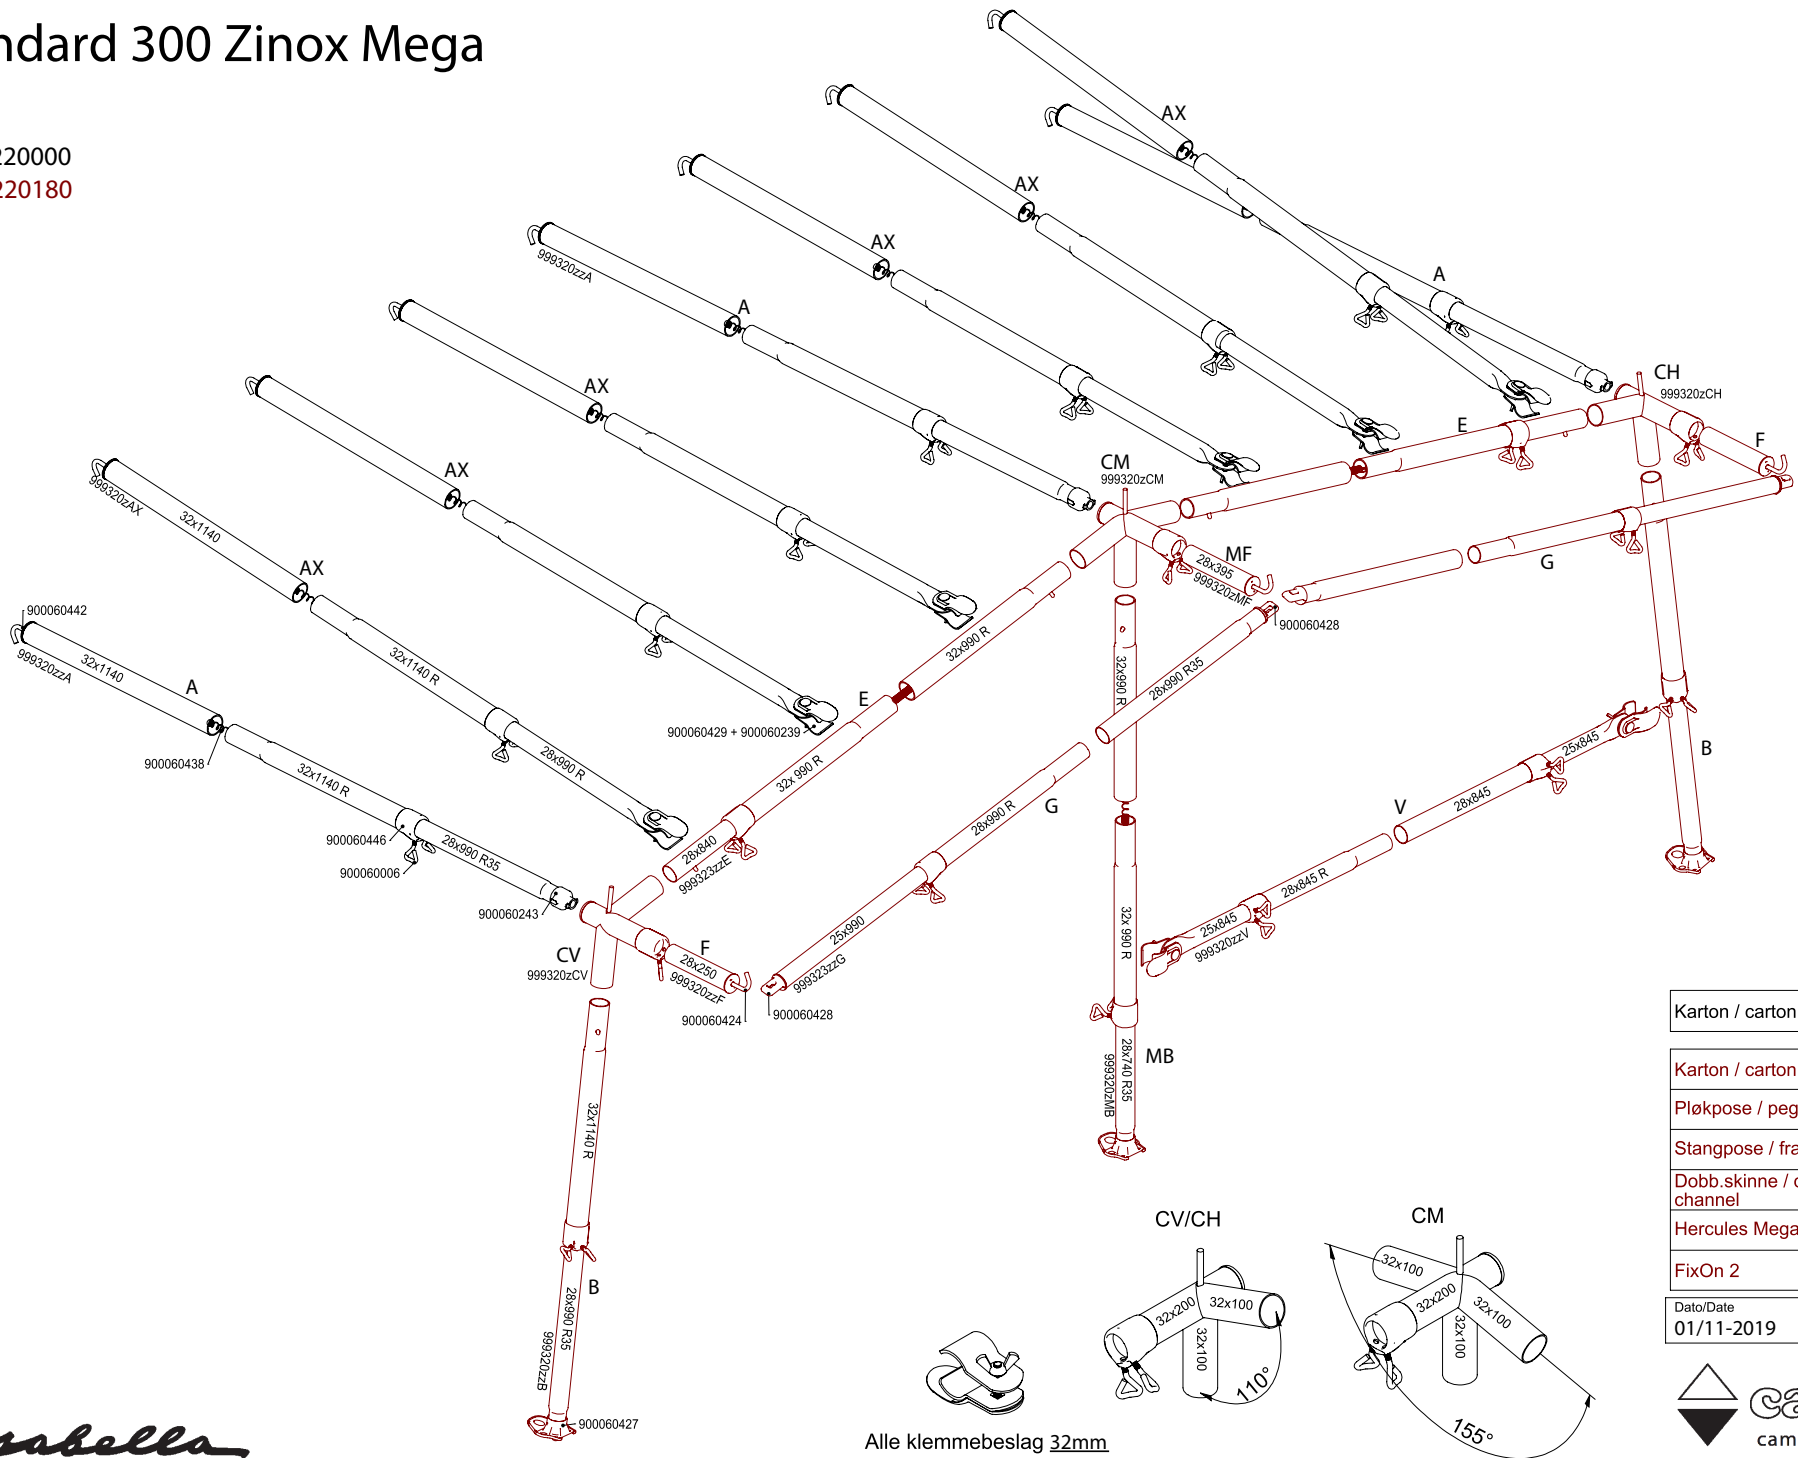 ndard 300 Zinox Mega
220000
220180
AX
AX
AX
999320zzA
A
A
AX
AX
999320zAX
32x1140
AX
900060442
999320zzA
32x1140
A
900060438
32x1140 R
32x1140 R
28x990 R
900060446
900060006
28x990 R35
900060243
900060429 + 900060239
CH
999320zCH
E
F
CM
999320zCM
MF
28x395
999320zMF
G
900060428
32x990 R
E
32x 990 R
28x840
999323zzE
32x990 R
28x990 R35
G
28x990 R
25x990
999323zzG
900060428
F
28x250
999320zzF
900060424
CV
999320zCV
B
25x845
V
28x845
28x845 R
25x845
999320zzV
32x 990 R
28x740 R35
999320zMB
MB
32x1140 R
B
28x990 R35
999320zzB
900060427
Karton / carton
Karton / carton
Pløkpose / peg
Stangpose / fra
Dobb.skinne /
channel
Hercules Mega
FixOn 2
Dato/Date
01/11-2019
CV/CH
32x200
32x100
32x100
110°
CM
32x100
32x200
32x100
32x100
155°
Alle klemmebeslag 32mm
sabella
ca
cam